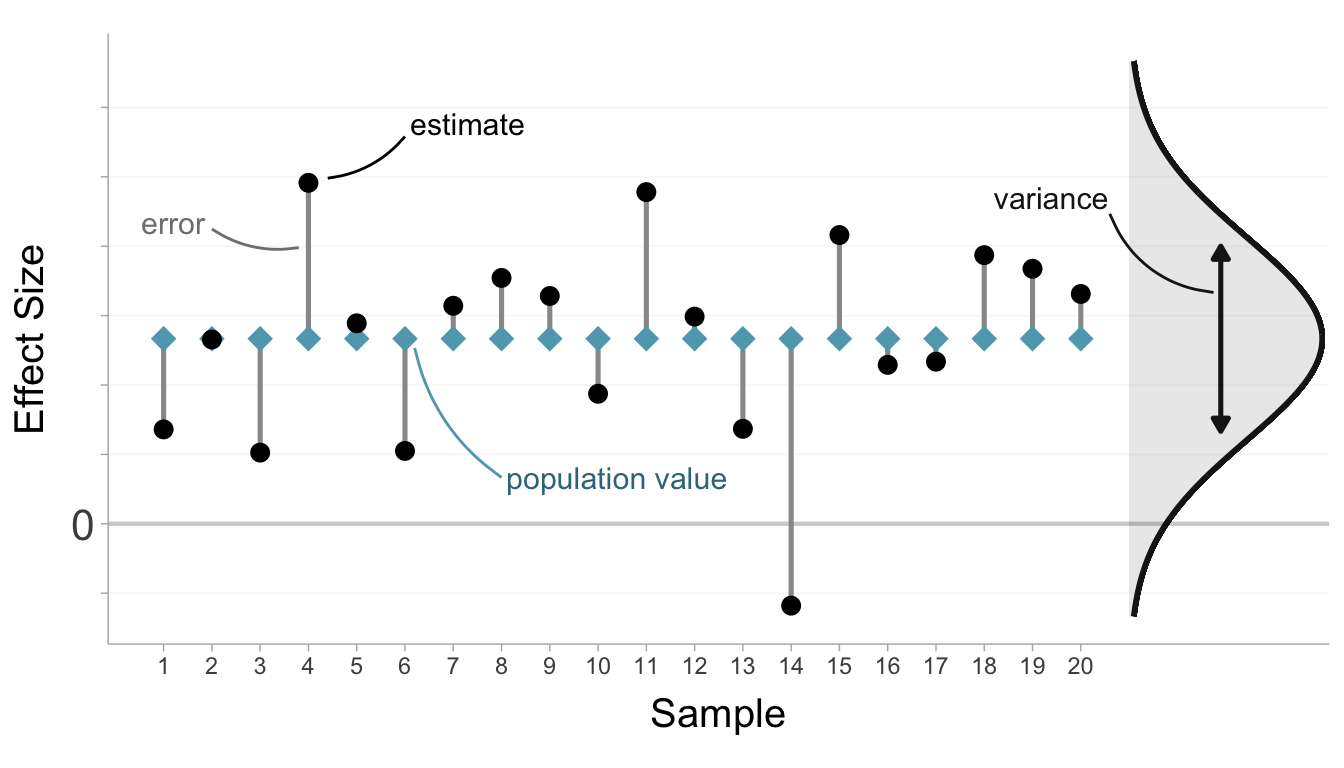 estimate
error
variance
Effect Size
population value
0
1 2 3 4 5 6 7 8 9 10 11 12 13 14 15 16 17 18 19 20
Sample